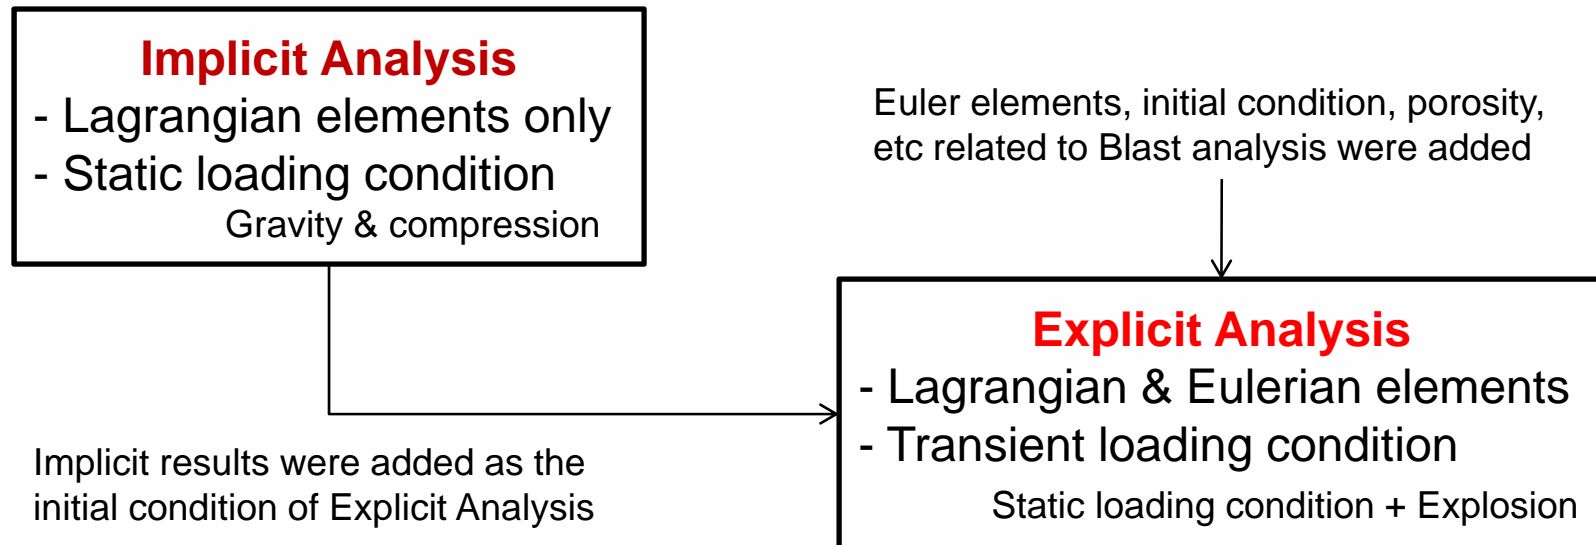 Implicit Analysis
- Lagrangian elements only
- Static loading condition
Gravity & compression
Euler elements, initial condition, porosity,
etc related to Blast analysis were added
Explicit Analysis
- Lagrangian & Eulerian elements
- Transient loading condition
Static loading condition + Explosion
Implicit results were added as the
initial condition of Explicit Analysis